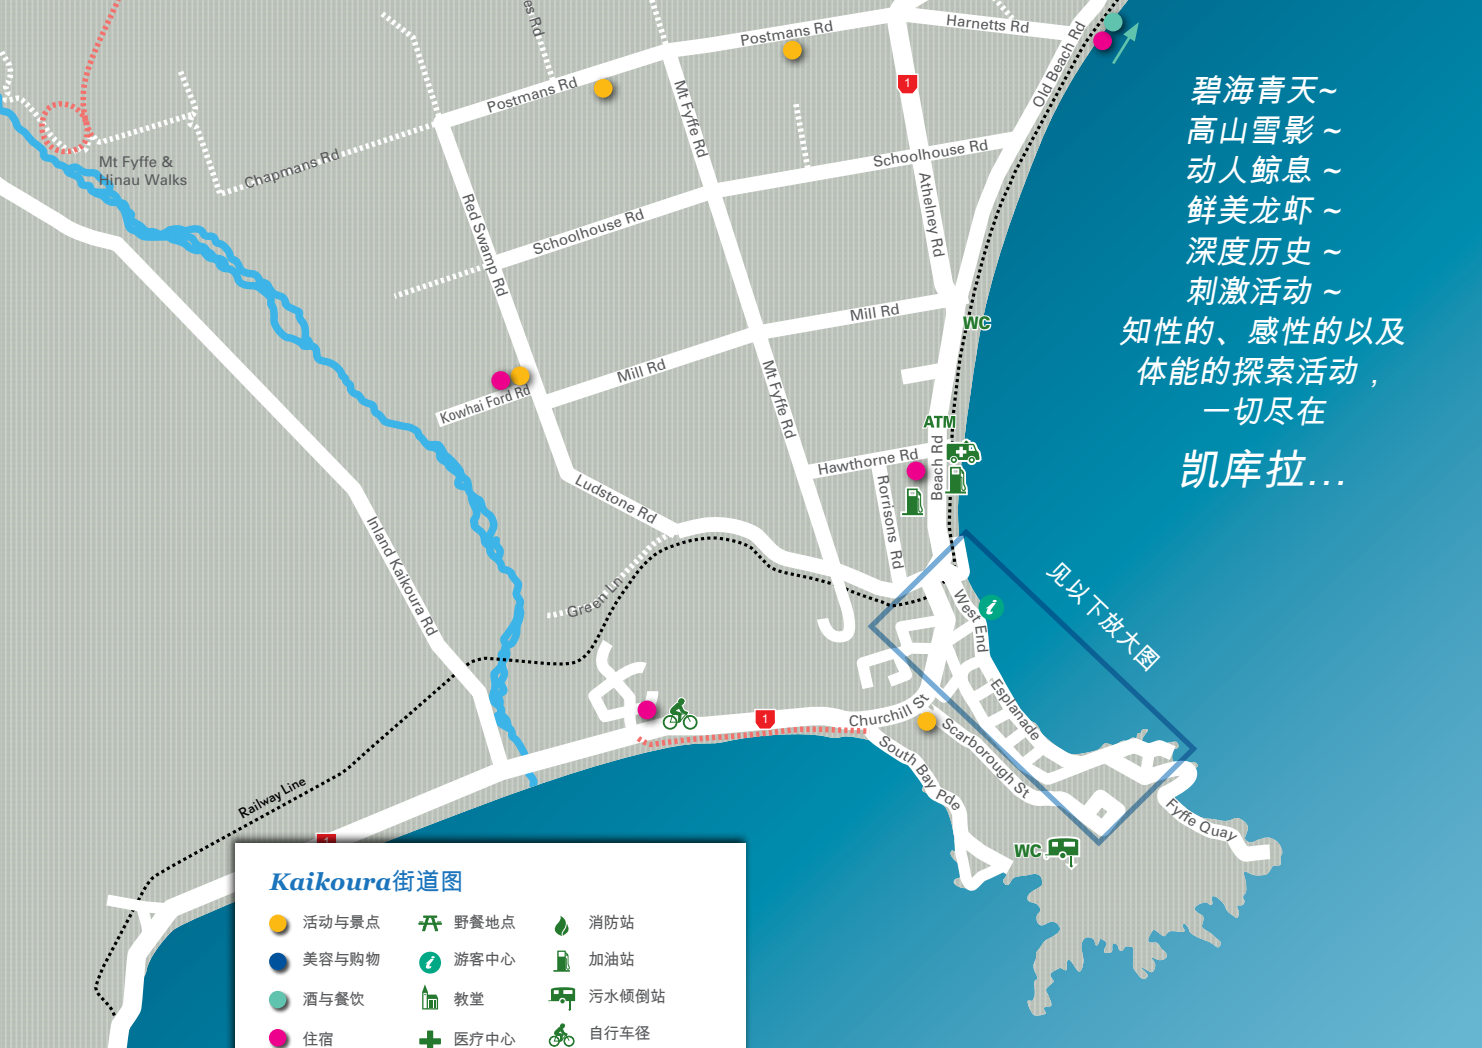 es Rd
Postmans Rd
Harnetts Rd
Old Beach Rd
1
Postmans Rd
Mt Fyffe Rd
Schoolhouse Rd
Mt Fyffe &
Hinau Walks
Chapmans Rd
Red Swamp Rd
Schoolhouse Rd
Athelney Rd
Mill Rd
WC
Mill Rd
Mt Fyffe Rd
Kowhai Ford Rd
ATM
Hawthorne Rd
Beach Rd
Rorrisons Rd
Ludstone Rd
Inland Kaikoura Rd
Green Ln
West End
i
Esplanade
1
Churchill St
Scarborough St
South Bay Pde
Fyffe Quay
WC
Railway Line
1
碧海青天~
高山雪影 ~
动人鲸息 ~
鲜美龙虾 ~
深度历史 ~
刺激活动 ~
知性的、感性的以及
体能的探索活动，
一切尽在
凯库拉...
见以下放大图
Kaikoura街道图
活动与景点
美容与购物
酒与餐饮
住宿
野餐地点
i 游客中心
教堂
医疗中心
消防站
加油站
污水倾倒站
自行车径